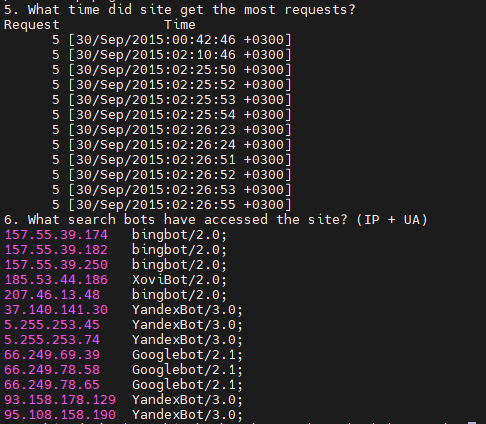 5. What time did site get the most requests?
Request Time
5 [30/Sep/2015:00:42:46 +0300]
5 [30/Sep/2015:02:10:46 +0300]
5 [30/Sep/2015:02:25:50 +0300]
5 [30/Sep/2015:02:25:52 +0300]
5 [30/Sep/2015:02:25:53 +0300]
5 [30/Sep/2015:02:25:54 +0300]
5 [30/Sep/2015:02:26:23 +0300]
5 [30/Sep/2015:02:26:24 +0300]
5 [30/Sep/2015:02:26:51 +0300]
5 [30/Sep/2015:02:26:52 +0300]
5 [30/Sep/2015:02:26:53 +0300]
5 [30/Sep/2015:02:26:55 +0300]
6. What search bots have accessed the site? (IP + UA)
157.55.39.174 bingbot/2.0;
157.55.39.182 bingbot/2.0;
157.55.39.250 bingbot/2.0;
185.53.44.186 XoviBot/2.0;
207.46.13.48 bingbot/2.0;
37.140.141.30 YandexBot/3.0;
5.255.253.45 YandexBot/3.0;
5.255.253.74 YandexBot/3.0;
66.249.69.39 Googlebot/2.1;
66.249.78.58 Googlebot/2.1;
66.249.78.65 Googlebot/2.1;
93.158.178.129 YandexBot/3.0;
95.108.158.190 YandexBot/3.0;